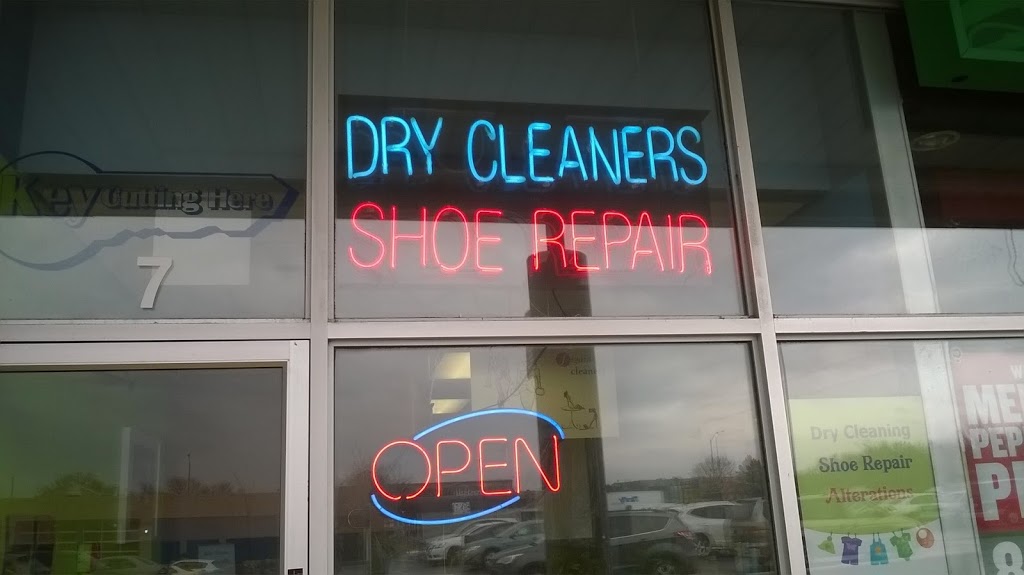 DRY CLEANERS
SHOE REPAIR
Key Cutting Here
7
OPEN
Dry Cleaning
Shoe Repair
Alterations